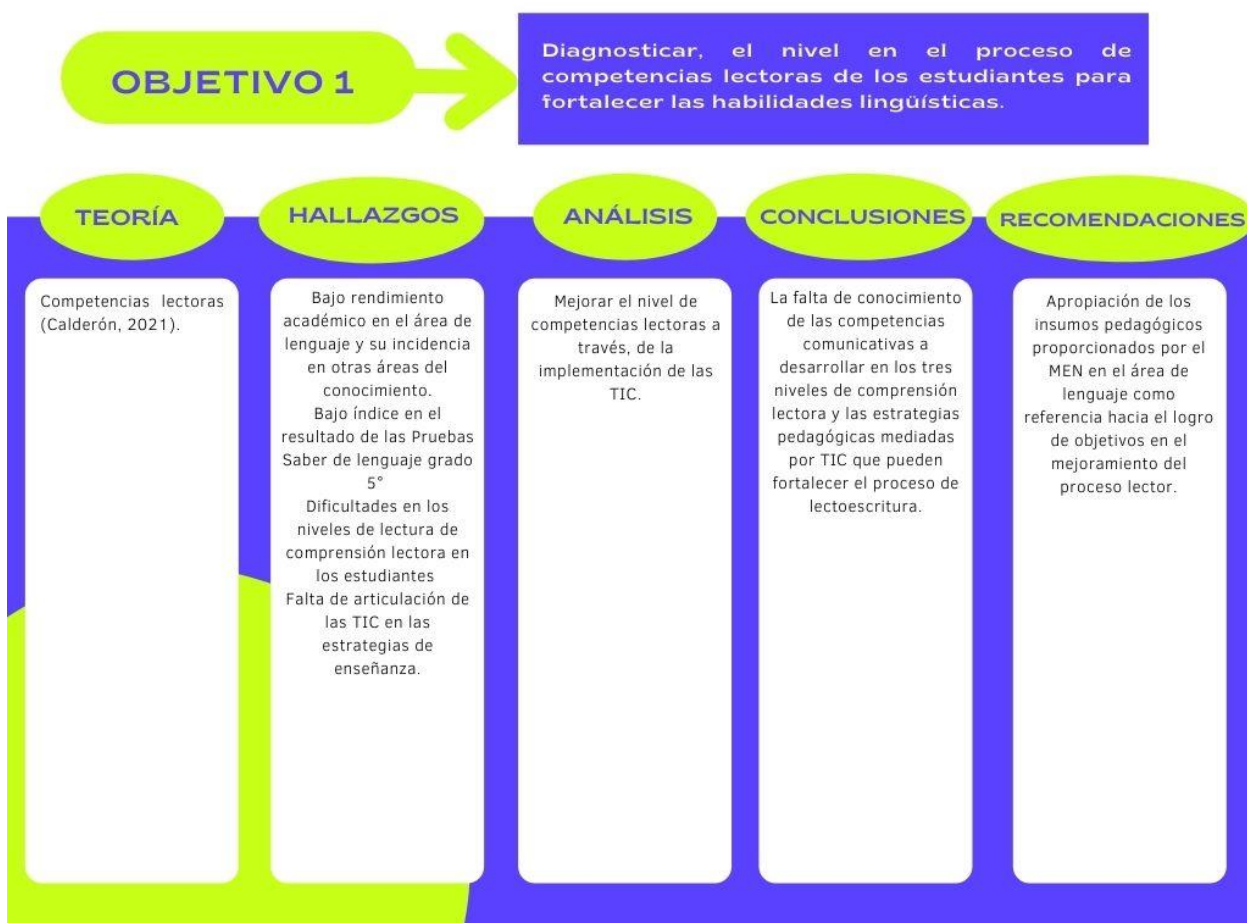 OBJETIVO 1
Diagnosticar, el nivel en el proceso de
competencias lectoras de los estudiantes para
fortalecer las habilidades lingüísticas.
TEORÍA
HALLAZGOS
ANÁLISIS
CONCLUSIONES
RECOMENDACIONES
Competencias lectoras
(Calderón, 2021).
Bajo rendimiento
académico en el área de
lenguaje y su incidencia
en otras áreas del
conocimiento.
Bajo índice en el
resultado de las Pruebas
Saber de lenguaje grado
5°
Dificultades en los
niveles de lectura de
comprensión lectora en
los estudiantes
Falta de articulación de
las TIC en las
estrategias de
enseñanza.
Mejorar el nivel de
competencias lectoras a
través, de la
implementación de las
TIC.
La falta de conocimiento
de las competencias
comunicativas a
desarrollar en los tres
niveles de comprensión
lectora y las estrategias
pedagógicas mediadas
por TIC que pueden
fortalecer el proceso de
lectoescritura.
Apropiación de los
insumos pedagógicos
proporcionados por el
MEN en el área de
lenguaje como
referencia hacia el logro
de objetivos en el
mejoramiento del
proceso lector.